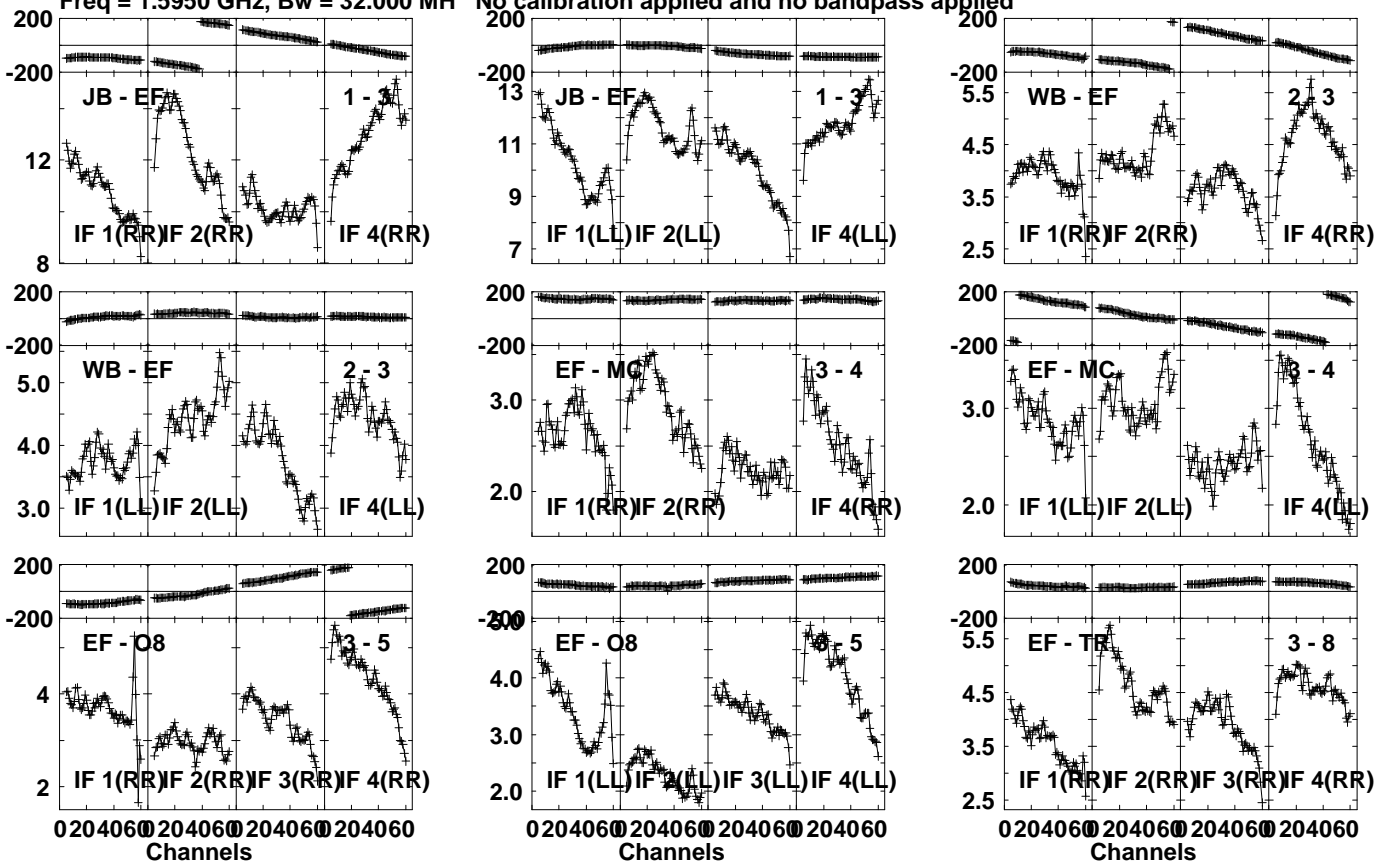 Freq = 1.5950 GHz, Bw = 32.000 MH No calibration applied and no bandpass applied
200
-200
JB - EF
1 - 3
12
8
IF 1(RR)
IF 2(RR)
IF 4(RR)
JB - EF
1 - 3
13
11
9
7
IF 1(LL)
IF 2(LL)
IF 4(LL)
200
-200
WB - EF
2 - 3
5.5
4.5
3.5
2.5
IF 1(RR)
IF 2(RR)
IF 4(RR)
200
-200
WB - EF
2 - 3
5.0
4.0
3.0
IF 1(LL)
IF 2(LL)
IF 4(LL)
200
-200
EF - MC
3 - 4
3.0
2.0
IF 1(RR)
IF 2(RR)
IF 4(RR)
200
-200
EF - MC
3 - 4
3.0
2.0
IF 1(LL)
IF 2(LL)
IF 4(LL)
200
-200
EF - O8
3 - 5
4
2
IF 1(RR)
IF 2(RR)
IF 3(RR)
IF 4(RR)
0 20 40 60 0 20 40 60 0 20 40 60 0 20 40 60
Channels
200
-200
5.0
EF - O8
3 - 5
4.0
3.0
2.0
IF 1(LL)
IF 2(LL)
IF 3(LL)
IF 4(LL)
0 20 40 60 0 20 40 60 0 20 40 60 0 20 40 60
Channels
200
-200
EF - TR
3 - 8
5.5
4.5
3.5
2.5
IF 1(RR)
IF 2(RR)
IF 3(RR)
IF 4(RR)
0 20 40 60 0 20 40 60 0 20 40 60 0 20 40 60
Channels